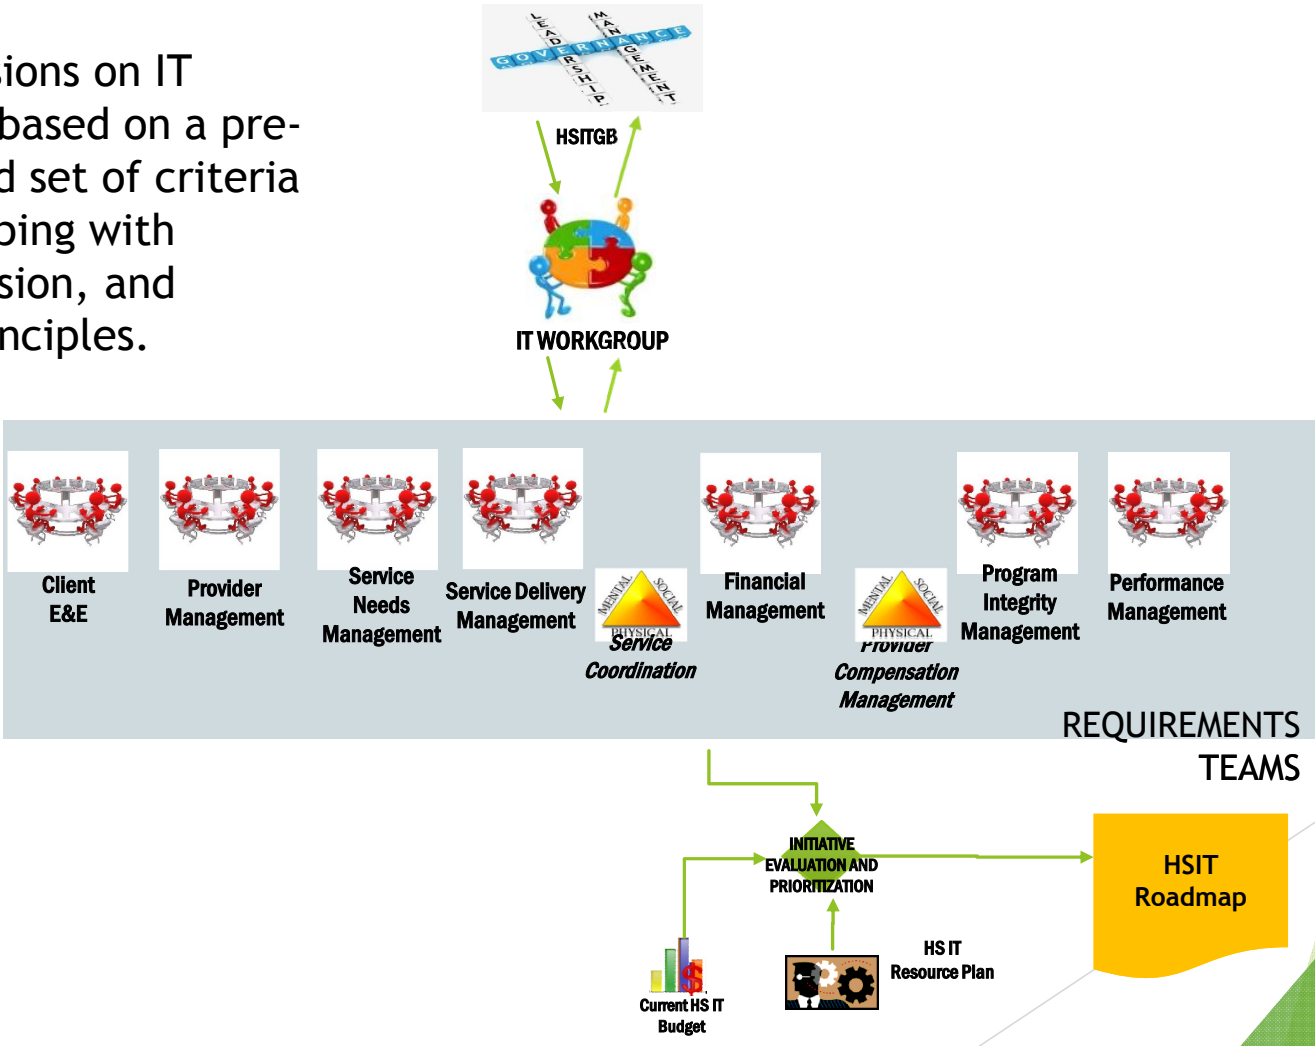 LEADERSHIP
MANAGEMENT
GOVERNANCE
sions on IT
based on a pre-
d set of criteria
ping with
sion, and
nciples.
HSITGB
IT WORKGROUP
Client
E&E
Provider
Management
Service
Needs
Management
Service Delivery
Management
MENTAL
SOCIAL
PHYSICAL
Service
Coordination
Financial
Management
MENTAL
SOCIAL
PHYSICAL
Provider
Compensation
Management
Program
Integrity
Management
Performance
Management
REQUIREMENTS
TEAMS
INITIATIVE
EVALUATION AND
PRIORITIZATION
HSIT
Roadmap
$
Current HS IT
Budget
HS IT
Resource Plan